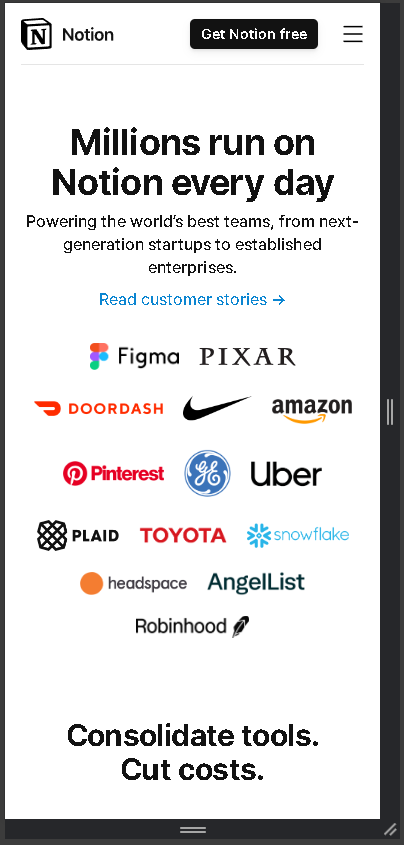 Notion
Get Notion free
Millions run on
Notion every day
Powering the world's best teams, from next-
generation startups to established
enterprises.
Read customer stories →
Figma PIXAR
DOORDASH amazon
Pinterest GE Uber
PLAID TOYOTA snowflake
headspace AngelList
Robinhood
Consolidate tools.
Cut costs.